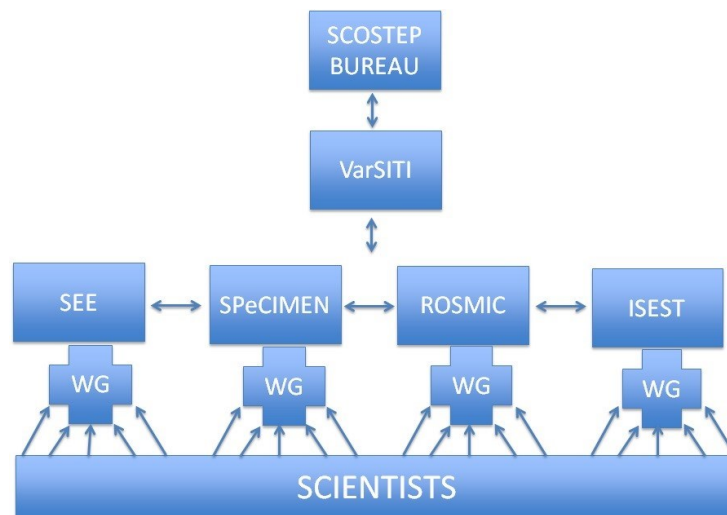 SCOSTEP
BUREAU
VarSITI
SEE
SPeCIMEN
ROSMIC
ISEST
WG
WG
WG
WG
SCIENTISTS